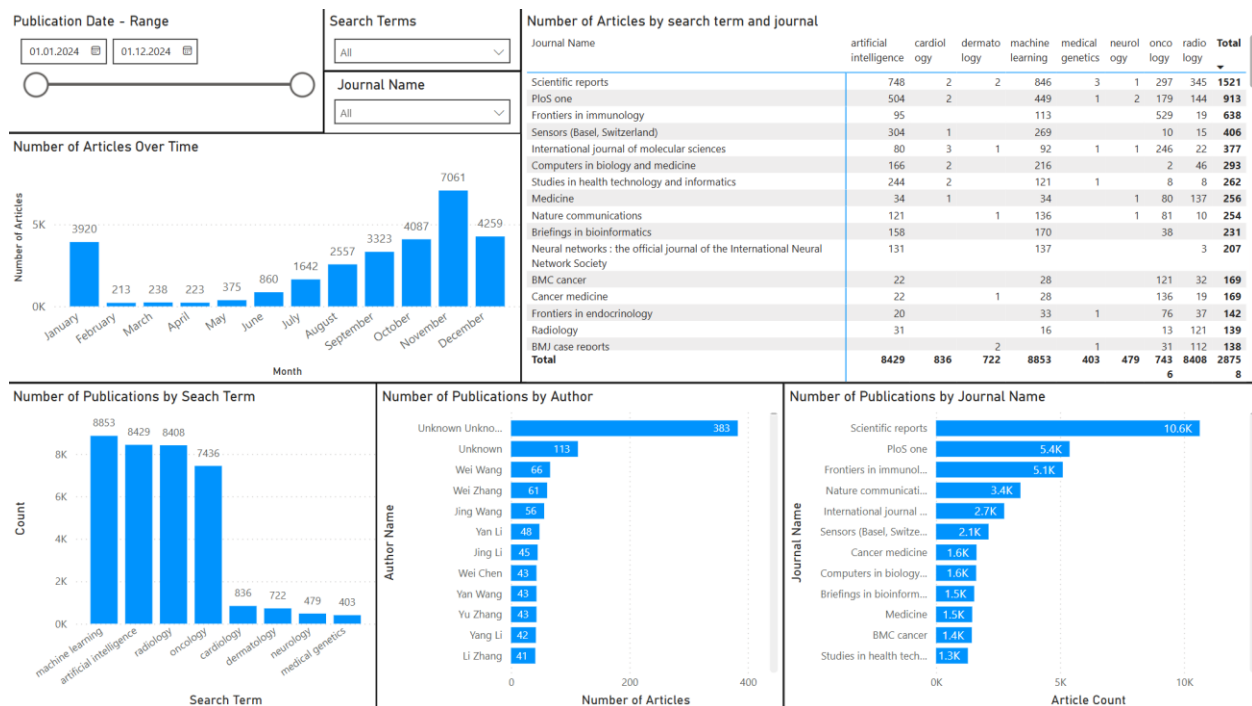 Publication Date - Range
01.01.2024
01.12.2024
Search Terms
All
Journal Name
All
Number of Articles Over Time
Number of Articles
5K
0K
3920
213
238
223
375
860
1642
2557
3323
4087
7061
4259
January
February
March
April
May
June
July
August
September
October
November
December
Month
Number of Articles by search term and journal
Journal Name artificial intelligence cardiol ogy dermato logy machine learning medical genetics neurol ogy onco logy radio logy Total
Scientific reports 748 2 2 846 3 1 297 345 1521
PloS one 504 2 449 1 2 179 144 913
Frontiers in immunology 95 113 529 19 638
Sensors (Basel, Switzerland) 304 1 269 10 15 406
International journal of molecular sciences 80 3 1 92 1 1 246 22 377
Computers in biology and medicine 166 2 216 2 46 293
Studies in health technology and informatics 244 2 121 1 8 8 262
Medicine 34 1 34 1 80 137 256
Nature communications 121 1 136 1 81 10 254
Briefings in bioinformatics 158 170 38 231
Neural networks : the official journal of the International Neural
Network Society 131 137 3 207
BMC cancer 22 28 121 32 169
Cancer medicine 22 1 28 136 19 169
Frontiers in endocrinology 20 33 1 76 37 142
Radiology 31 16 13 121 139
BMJ case reports 2 1 31 112 138
Total 8429 836 722 8853 403 479 743 8408 2875
6 8
Number of Publications by Seach Term
Count
8K
6K
4K
2K
0K
8853
8429
8408
7436
836
722
479
403
machine learning
artificial intelligence
radiology
oncology
cardiology
dermatology
neurology
medical genetics
Search Term
Number of Publications by Author
Author Name
Unknown Unkno... 383
Unknown 113
Wei Wang 66
Wei Zhang 61
Jing Wang 56
Yan Li 48
Jing Li 45
Wei Chen 43
Yan Wang 43
Yu Zhang 43
Yang Li 42
Li Zhang 41
0 200 400
Number of Articles
Number of Publications by Journal Name
Journal Name
Scientific reports 10.6K
PloS one 5.4K
Frontiers in immunol... 5.1K
Nature communicati... 3.4K
International journal ... 2.7K
Sensors (Basel, Switze... 2.1K
Cancer medicine 1.6K
Computers in biology... 1.6K
Briefings in bioinform... 1.5K
Medicine 1.5K
BMC cancer 1.4K
Studies in health tech... 1.3K
0K 5K 10K
Article Count